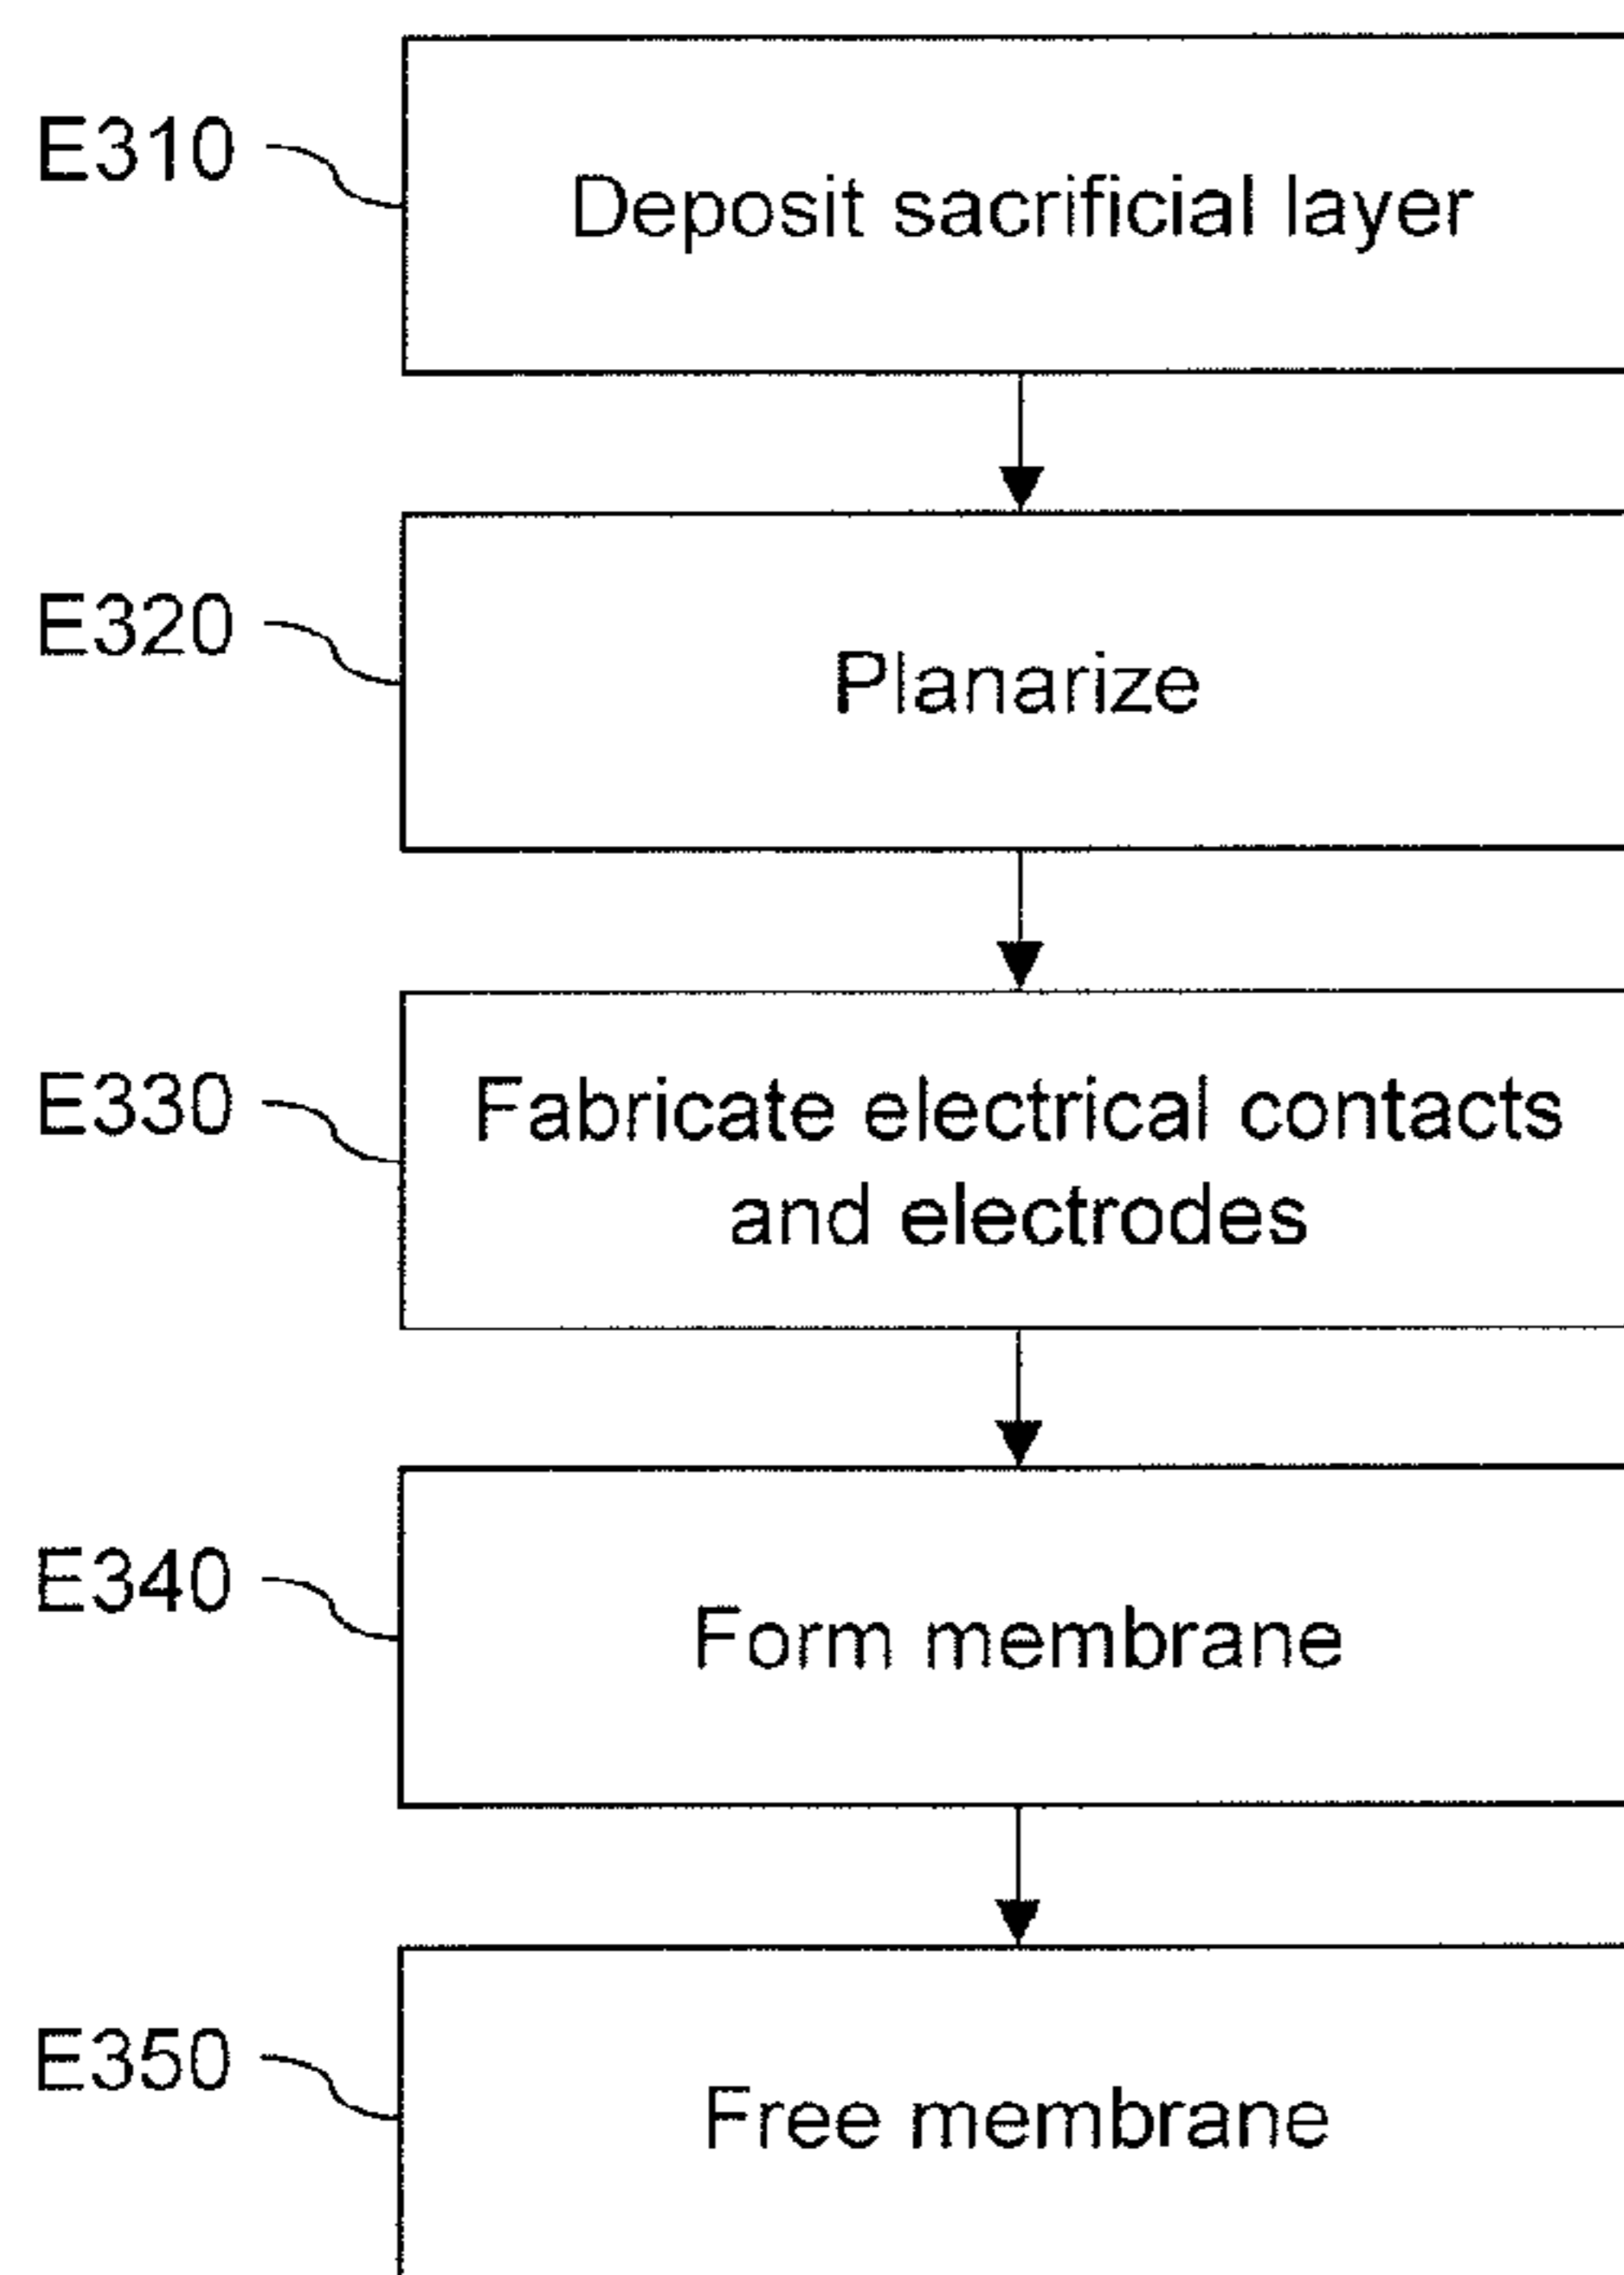 E310
Deposit sacrificial layer
E320
Planarize
E330
Fabricate electrical contacts
and electrodes
E340
Form membrane
E350
Free membrane